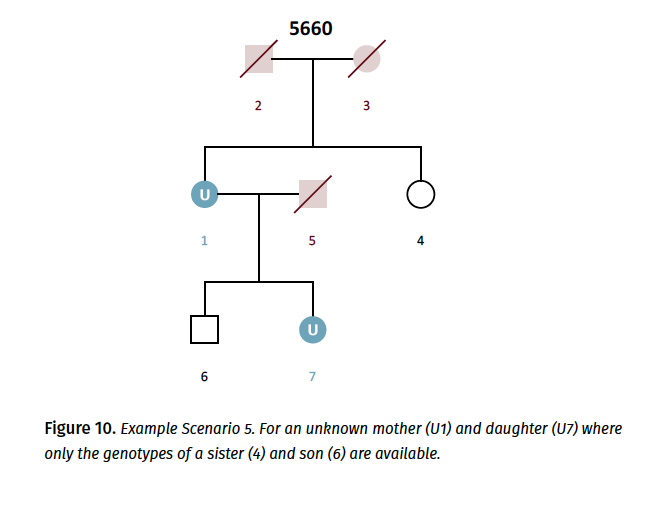 5660
2 3
U
1 5 4
U
6 7
Figure 10. Example Scenario 5. For an unknown mother (U1) and daughter (U7) where
only the genotypes of a sister (4) and son (6) are available.